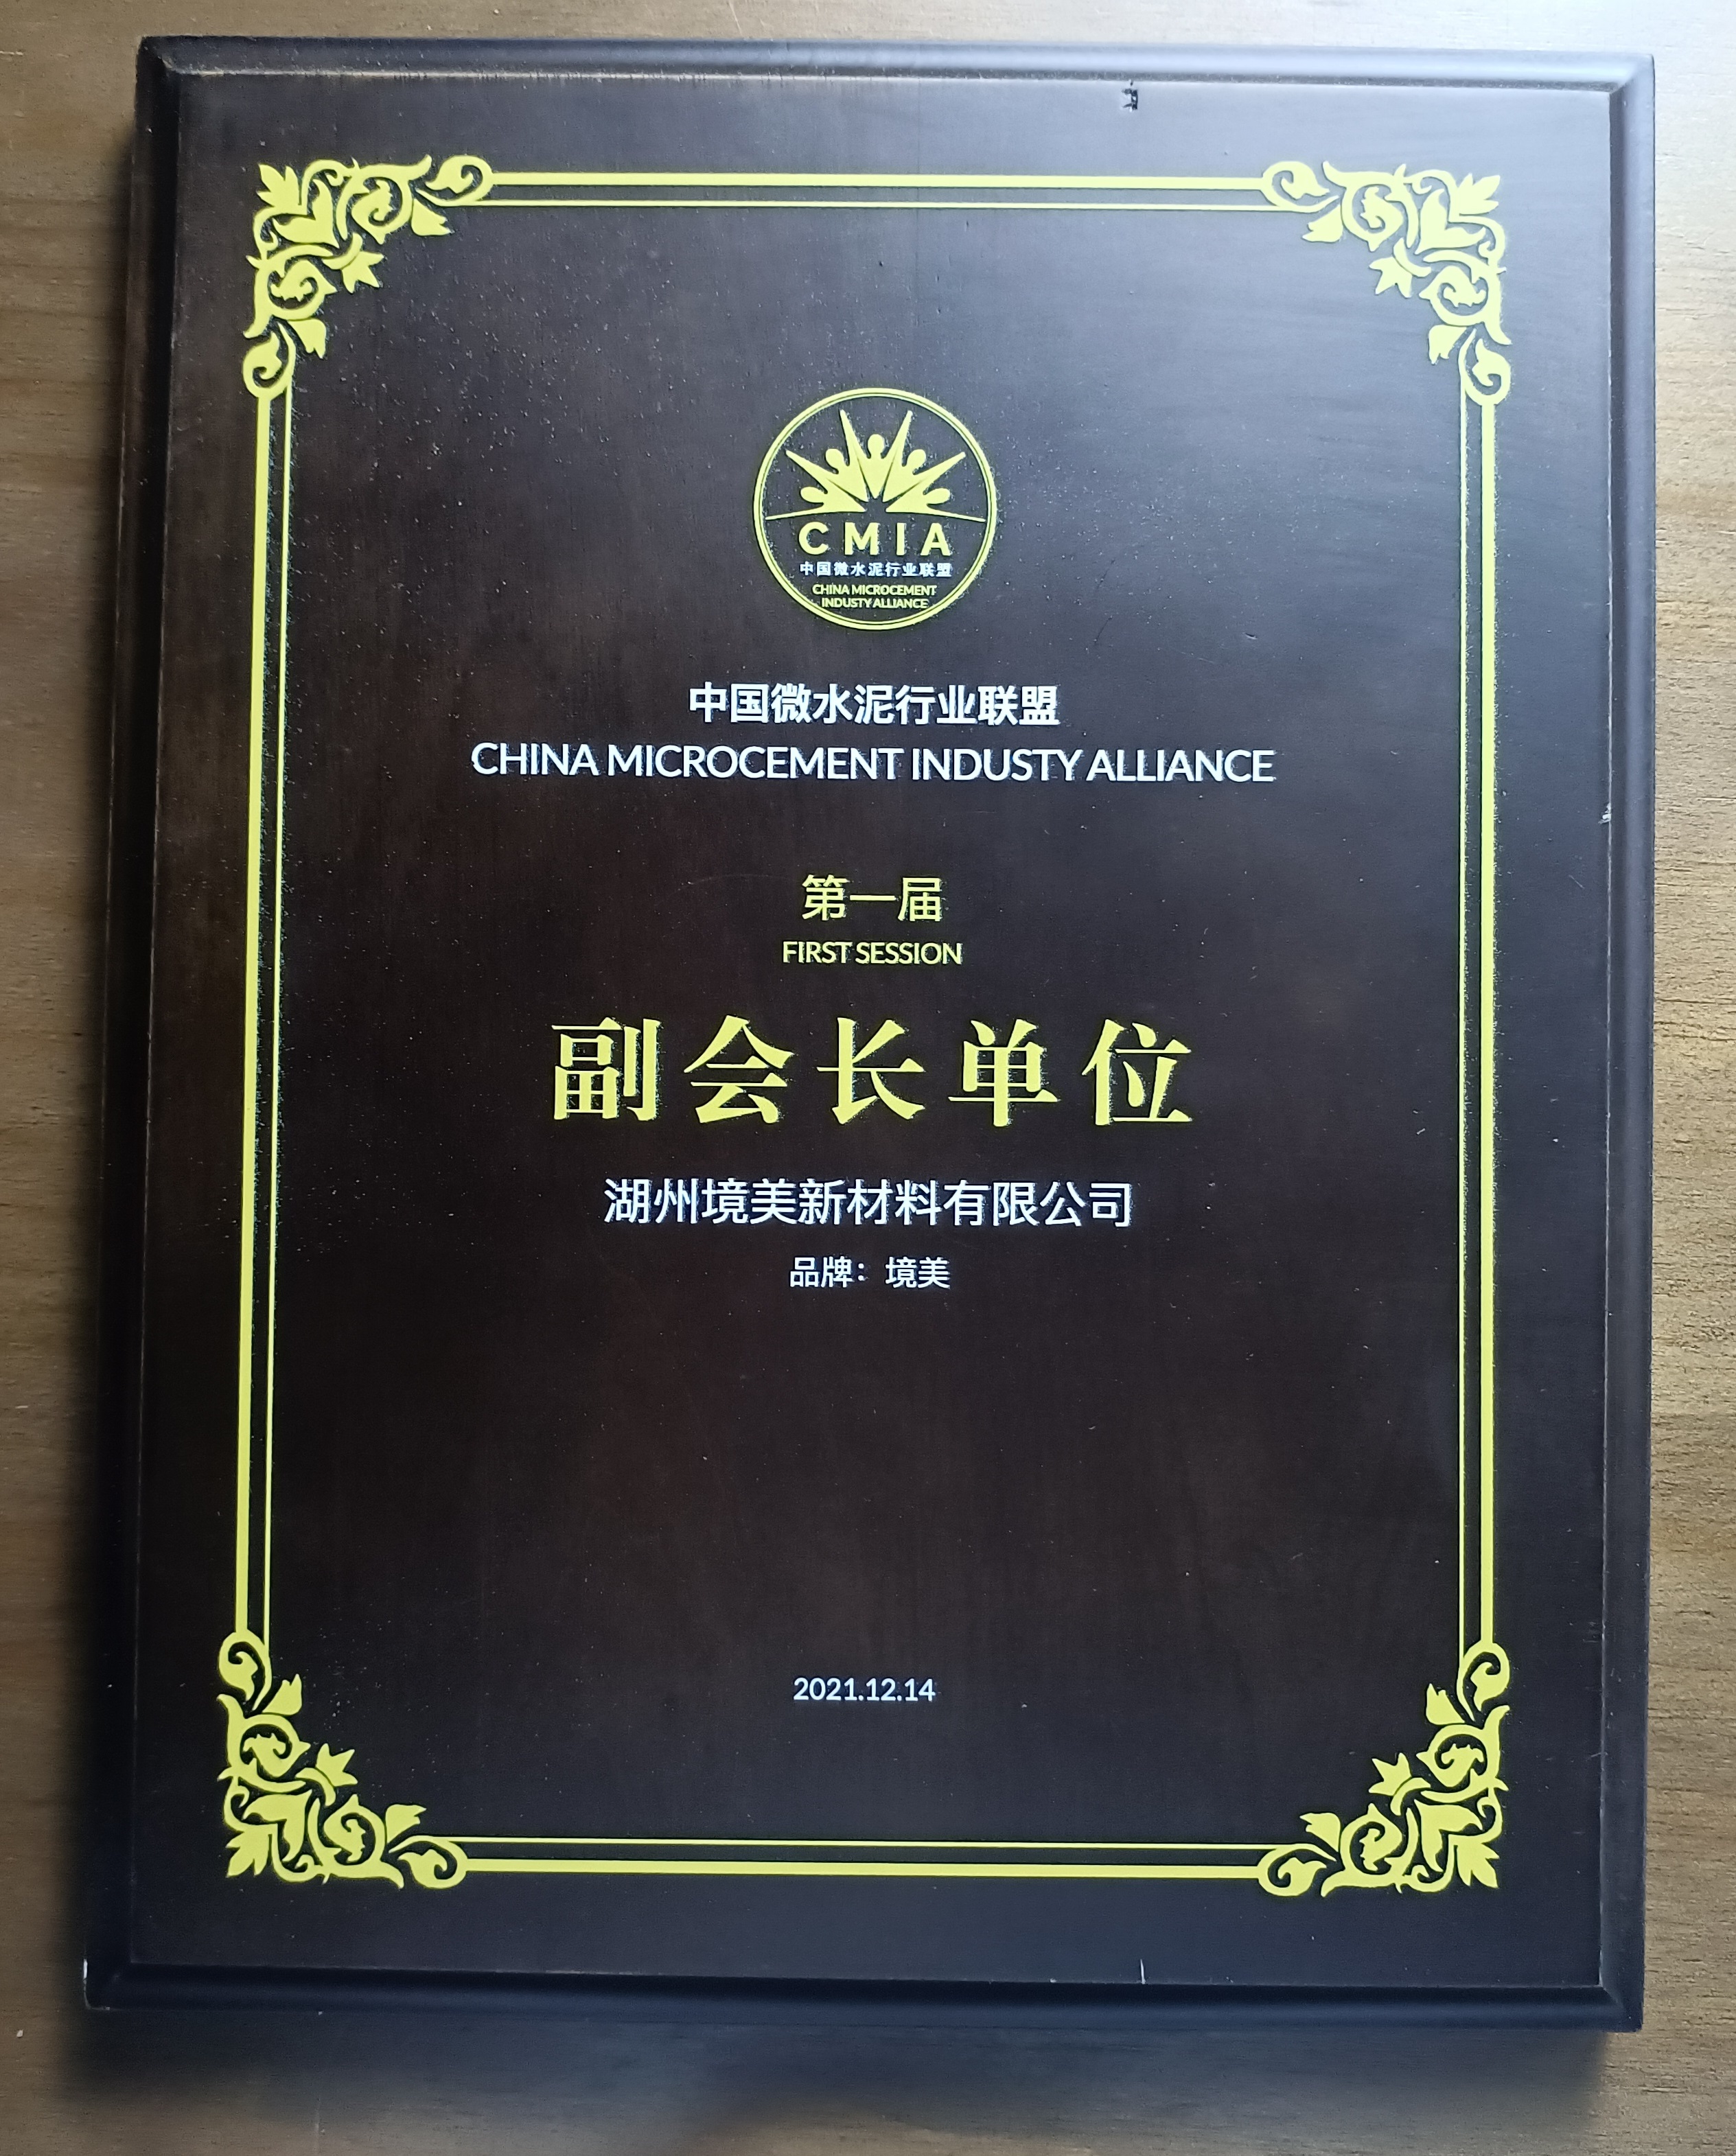 CMIA
中国微水泥行业联盟
CHINA MICROCEMENT
INDUSTY ALLIANCE
中国微水泥行业联盟
CHINA MICROCEMENT INDUSTY ALLIANCE
第一届
FIRST SESSION
副会长单位
湖州境美新材料有限公司
品牌：境美
2021.12.14